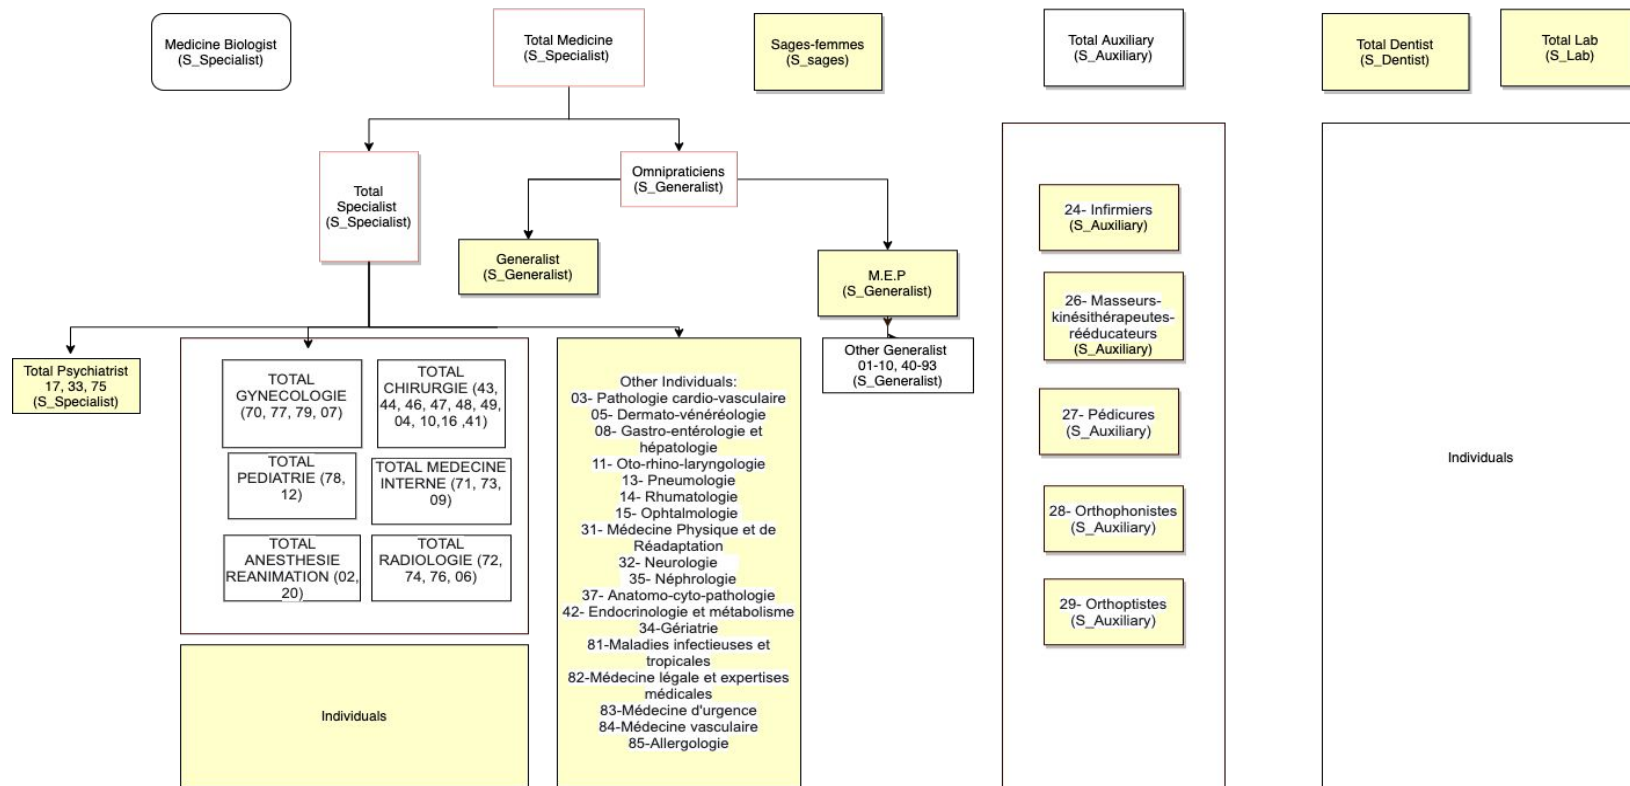 Medicine Biologist
(S_Specialist)
Total Medicine
(S_Specialist)
Sages-femmes
(S_sages)
Total Auxiliary
(S_Auxiliary)
Total Dentist
(S_Dentist)
Total Lab
(S_Lab)
Total
Specialist
(S_Specialist)
Omnipraticiens
(S_Generalist)
Generalist
(S_Generalist)
M.E.P
(S_Generalist)
Other Generalist
01-10, 40-93
(S_Generalist)
Total Psychiatrist
17, 33, 75
(S_Specialist)
TOTAL
GYNECOLOGIE
(70, 77, 79, 07)
TOTAL
CHIRURGIE (43,
44, 46, 47, 48, 49,
04, 10,16 ,41)
TOTAL
PEDIATRIE (78,
12)
TOTAL MEDECINE
INTERNE (71, 73,
09)
TOTAL
ANESTHESIE
REANIMATION (02,
20)
TOTAL
RADIOLOGIE (72,
74, 76, 06)
Individuals
Other Individuals:
03- Pathologie cardio-vasculaire
05- Dermato-vénéréologie
08- Gastro-entérologie et
hépatologie
11- Oto-rhino-laryngologie
13- Pneumologie
14- Rhumatologie
15- Ophtalmologie
31- Médecine Physique et de
Réadaptation
32- Neurologie
35- Néphrologie
37- Anatomo-cyto-pathologie
42- Endocrinologie et métabolisme
34-Gériatrie
81-Maladies infectieuses et
tropicales
82-Médecine légale et expertises
médicales
83-Médecine d'urgence
84-Médecine vasculaire
85-Allergologie
24- Infirmiers
(S_Auxiliary)
26- Masseurs-
kinésithérapeutes-
rééducateurs
(S_Auxiliary)
27- Pédicures
(S_Auxiliary)
28- Orthophonistes
(S_Auxiliary)
29- Orthoptistes
(S_Auxiliary)
Individuals